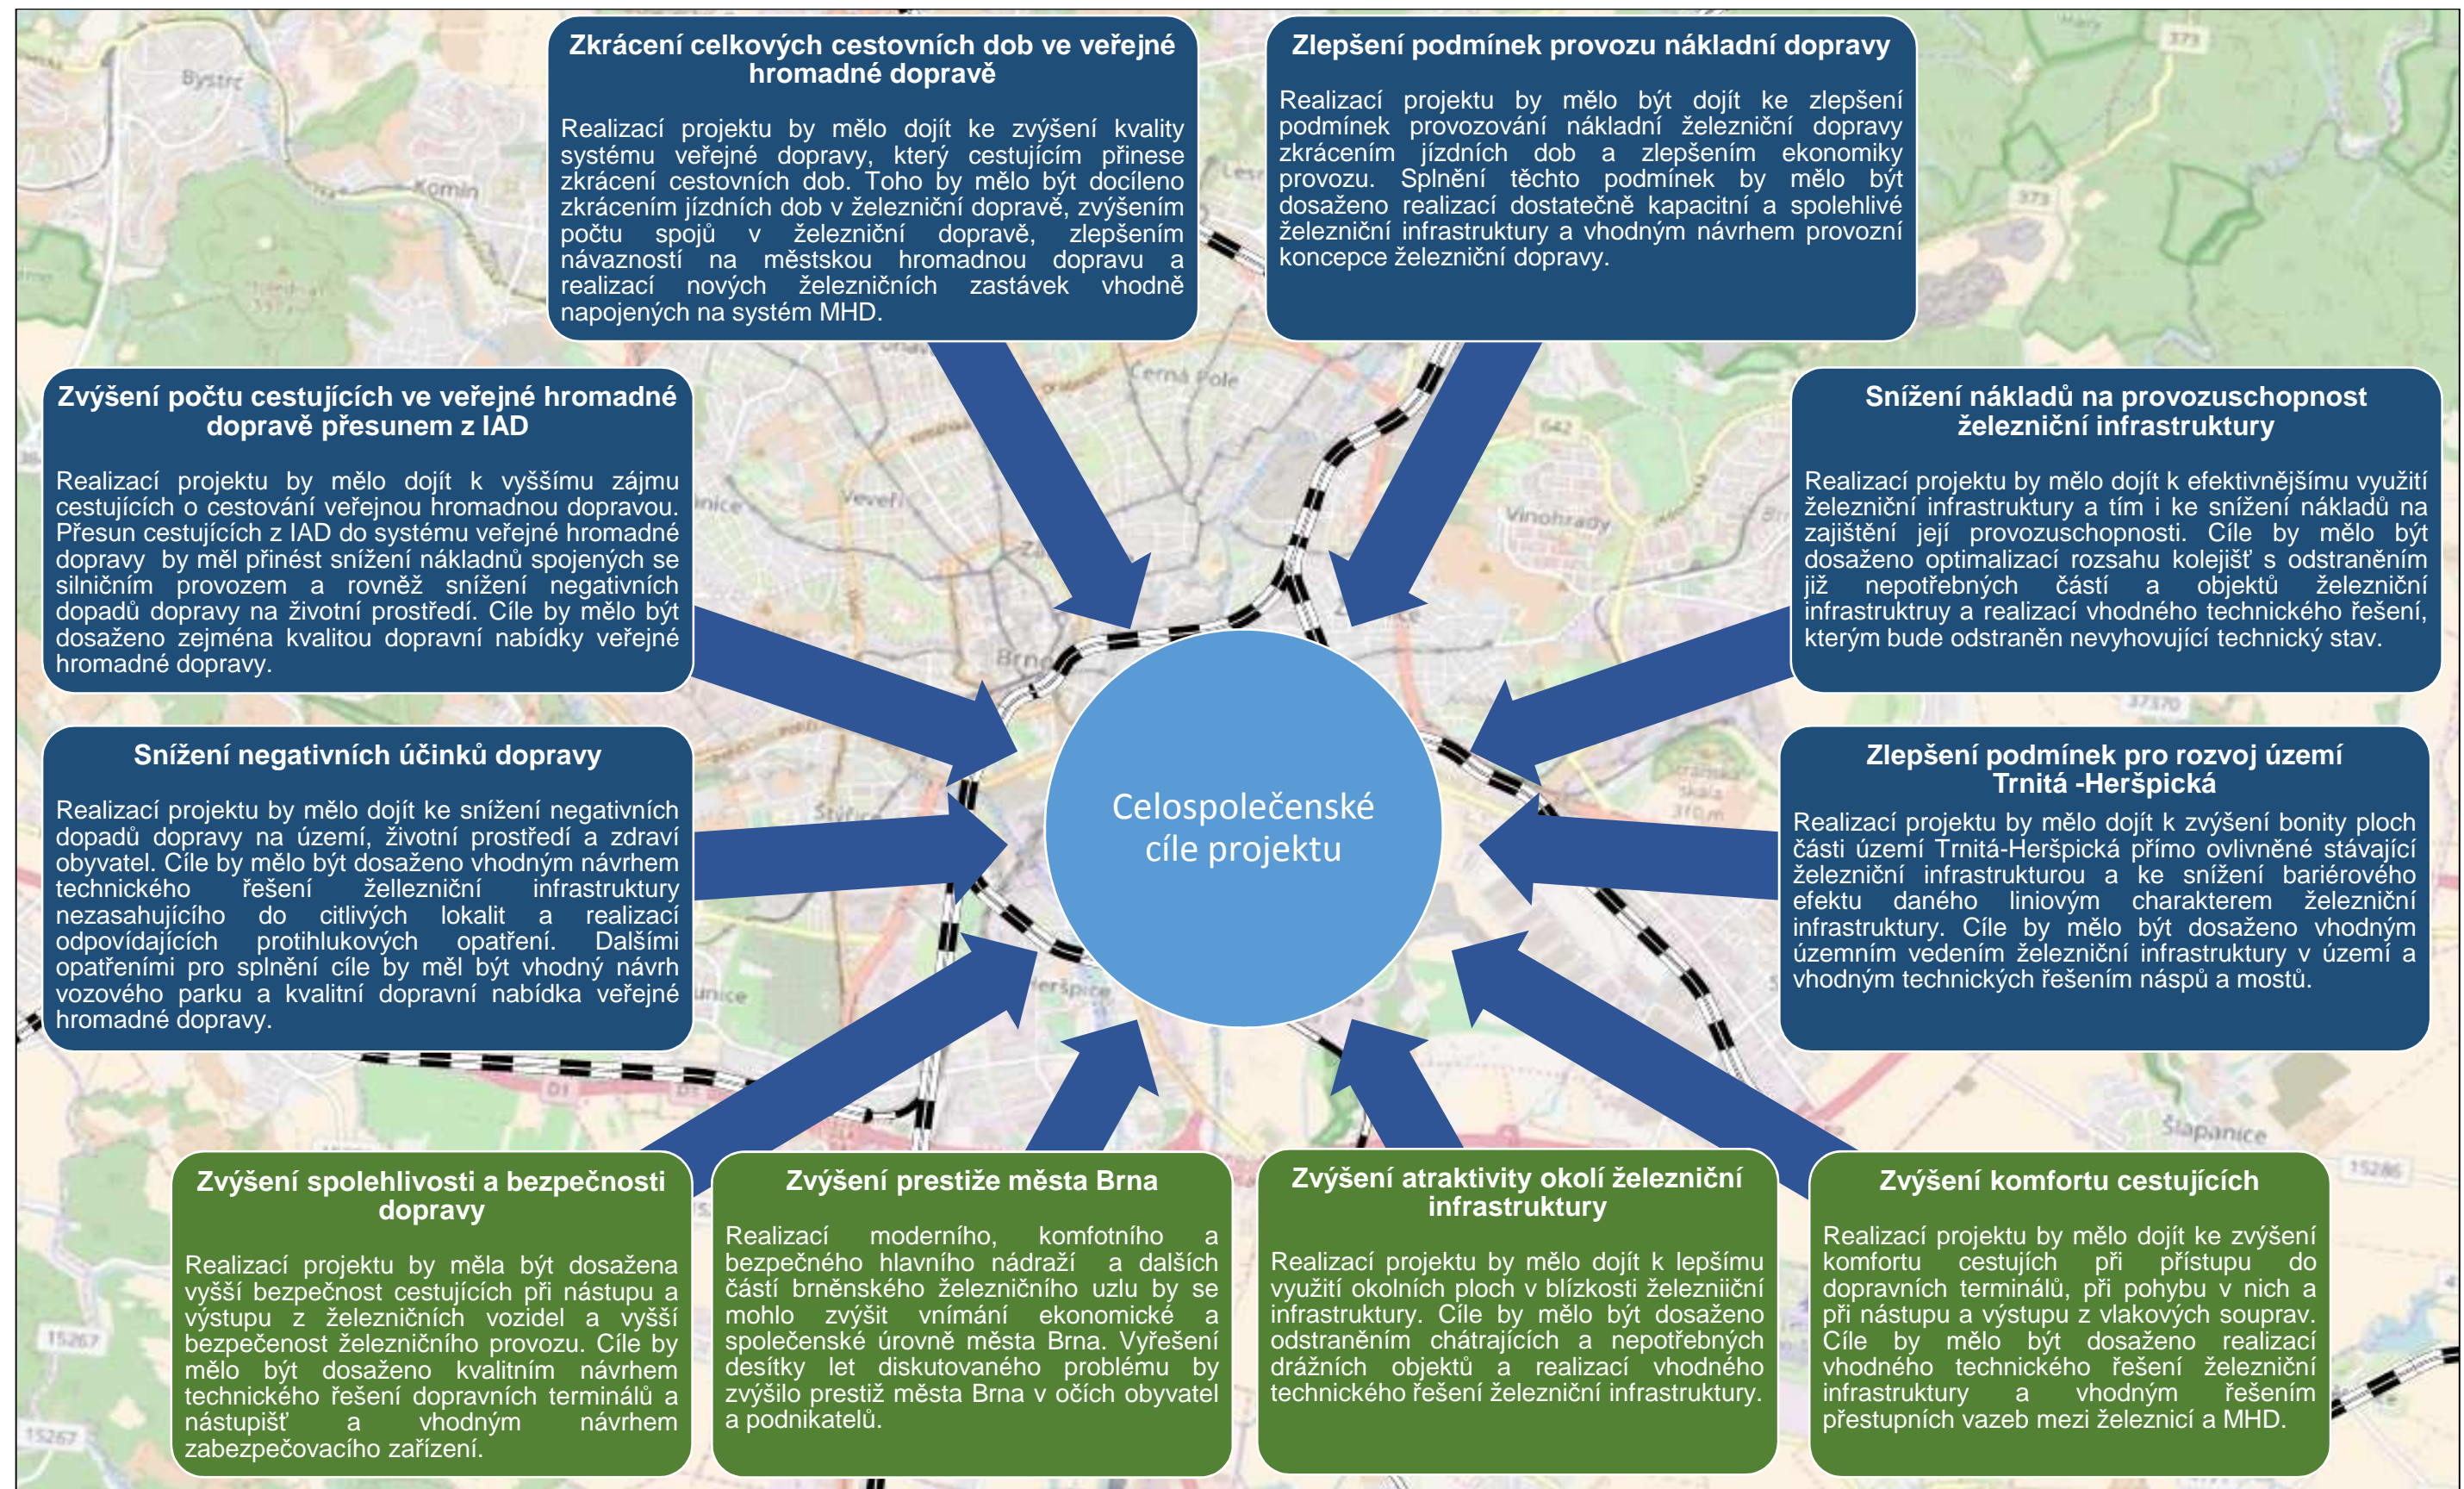 Zkrácení celkových cestovních dob ve veřejné
hromadné dopravě
Realizací projektu by mělo dojít ke zvýšení kvality
systému veřejné dopravy, který cestujícím přinese
zkrácení cestovních dob. Toho by mělo být docíleno
zkrácením jízdních dob v železniční dopravě, zvýšením
počtu spojů v železniční dopravě, zlepšením
návazností na městskou hromadnou dopravu a
realizací nových železničních zastávek vhodně
napojených na systém MHD.
Zlepšení podmínek provozu nákladní dopravy
Realizací projektu by mělo být dojít ke zlepšení
podmínek provozování nákladní železniční dopravy
zkrácením jízdních dob a zlepšením ekonomiky
provozu. Splnění těchto podmínek by mělo být
dosaženo realizací dostatečně kapacitní a spolehlivé
železniční infrastruktury a vhodným návrhem provozní
koncepce železniční dopravy.
Zvýšení počtu cestujících ve veřejné hromadné
dopravě přesunem z IAD
Realizací projektu by mělo dojít k vyššímu zájmu
cestujících o cestování veřejnou hromadnou dopravou.
Přesun cestujících z IAD do systému veřejné hromadné
dopravy by měl přinést snížení nákladnů spojených se
silničním provozem a rovněž snížení negativních
dopadů dopravy na životní prostředí. Cíle by mělo být
dosaženo zejména kvalitou dopravní nabídky veřejné
hromadné dopravy.
Snížení nákladů na provozuschopnost
železniční infrastruktury
Realizací projektu by mělo dojít k efektivnějšímu využití
železniční infrastruktury a tím i ke snížení nákladů na
zajištění její provozuschopnosti. Cíle by mělo být
dosaženo optimalizací rozsahu kolejišť s odstraněním
již nepotřebných částí a objektů železniční
infrastruktruy a realizací vhodného technického řešení,
kterým bude odstraněn nevyhovující technický stav.
Snížení negativních účinků dopravy
Realizací projektu by mělo dojít ke snížení negativních
dopadů dopravy na území, životní prostředí a zdraví
obyvatel. Cíle by mělo být dosaženo vhodným návrhem
technického řešení želleznIční infrastruktury
nezasahujícího do citlivých lokalit a realizací
odpovídajících protihlukových opatření. Dalšími
opatřeními pro splnění cíle by měl být vhodný návrh
vozového parku a kvalitní dopravní nabídka veřejné
hromadné dopravy.
Celospolečenské
cíle projektu
Zlepšení podmínek pro rozvoj území
Trnitá -Heršpická
Realizací projektu by mělo dojít k zvýšení bonity ploch
části území Trnitá-Heršpická přímo ovlivněné stávající
železniční infrastrukturou a ke snížení bariérového
efektu daného liniovým charakterem železniční
infrastruktury. Cíle by mělo být dosaženo vhodným
územním vedením železniční infrastruktury v území a
vhodným technických řešením náspů a mostů.
Zvýšení spolehlivosti a bezpečnosti
dopravy
Realizací projektu by měla být dosažena
vyšší bezpečnost cestujících při nástupu a
výstupu z železničních vozidel a vyšší
bezpečenost železničního provozu. Cíle by
mělo být dosaženo kvalitním návrhem
technického řešení dopravních terminálů a
nástupišť a vhodným návrhem
zabezpečovacího zařízení.
Zvýšení prestiže města Brna
Realizací moderního, komfotního a
bezpečného hlavního nádraží a dalších
částí brněnského železničního uzlu by se
mohlo zvýšit vnímání ekonomické a
společenské úrovně města Brna. Vyřešení
desítky let diskutovaného problému by
zvýšilo prestiž města Brna v očích obyvatel
a podnikatelů.
Zvýšení atraktivity okolí železniční
infrastruktury
Realizací projektu by mělo dojít k lepšímu
využití okolních ploch v blízkosti železniiční
infrastruktury. Cíle by mělo být dosaženo
odstraněním chátrajících a nepotřebných
drážních objektů a realizací vhodného
technického řešení železniční infrastruktury.
Zvýšení komfortu cestujících
Realizací projektu by mělo dojít ke zvýšení
komfortu cestujích při přístupu do
dopravních terminálů, při pohybu v nich a
při nástupu a výstupu z vlakových souprav.
Cíle by mělo být dosaženo realizací
vhodného technického řešení železniční
infrastruktury a vhodným řešením
přestupních vazeb mezi železnicí a MHD.
Bystrc
Komín
373
373
Černá Pole
642
Veveří
Vinohrady
Brno
37370
Štýřice
310 m
D1
Šlapanice
15286
15267
15267